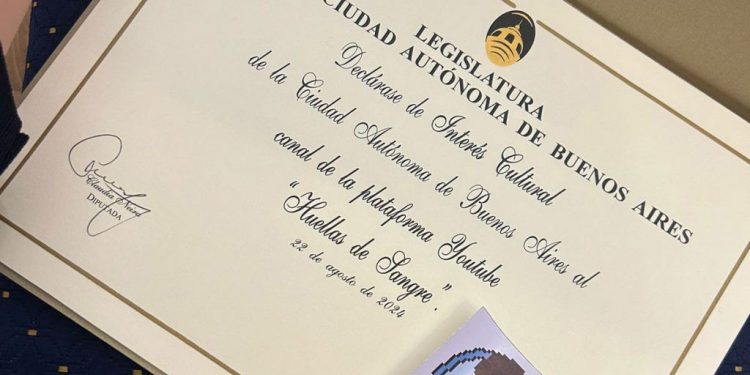 LEGISLATURA
CIUDAD AUTÓNOMA DE BUENOS AIRES
Declárase de Interés Cultural
de la Ciudad Autónoma de Buenos Aires al
canal de la plataforma Youtube
"Huellas de Sangre".
22 de agosto de 2024
Claudia
DIPUTADA